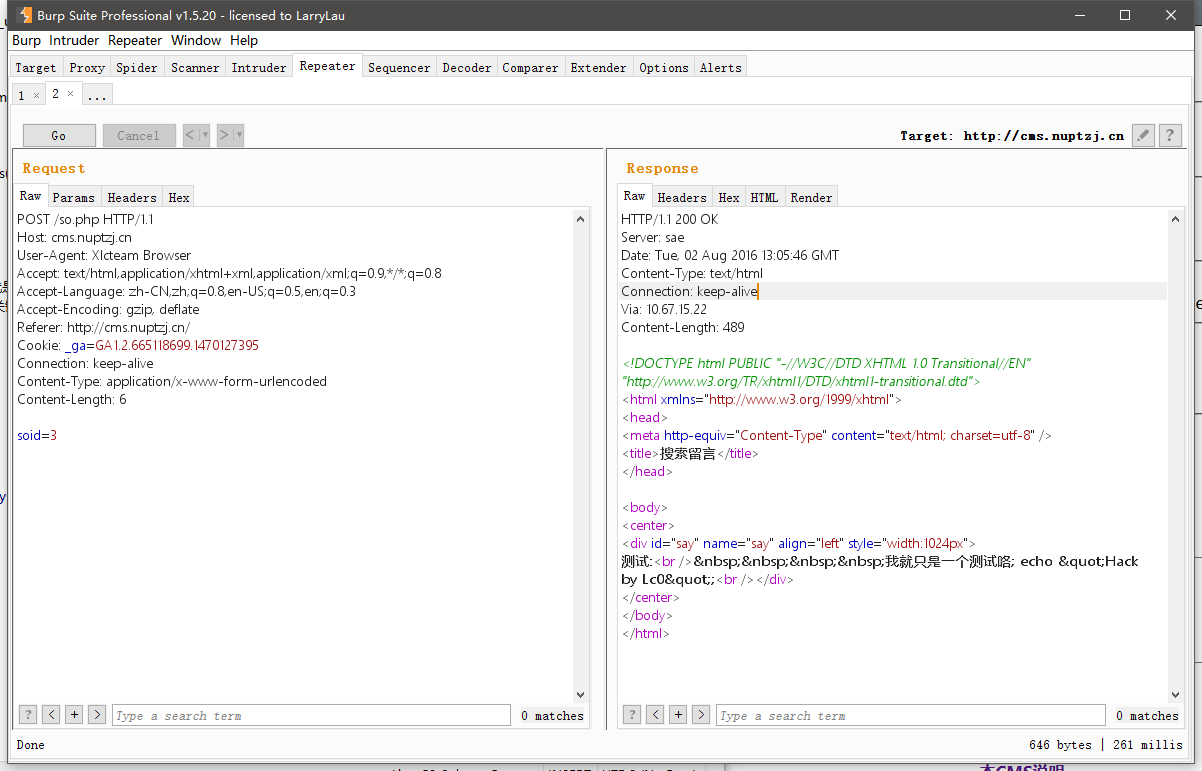 Burp Suite Professional v1.5.20 - licensed to LarryLau
Burp Intruder Repeater Window Help
Target Proxy Spider Scanner Intruder Repeater Sequencer Decoder Comparer Extender Options Alerts
1 × 2 × ...
Go Cancel < | ▾ > | ▾ Target: http://cms.nuptzj.cn ?
Request
Raw Params Headers Hex
POST /so.php HTTP/1.1
Host: cms.nuptzj.cn
User-Agent: Xlcteam Browser
Accept: text/html,application/xhtml+xml,application/xml;q=0.9,*/*;q=0.8
Accept-Language: zh-CN,zh;q=0.8,en-US;q=0.5,en;q=0.3
Accept-Encoding: gzip, deflate
Referer: http://cms.nuptzj.cn/
Cookie: _ga=GA1.2.665118699.1470127395
Connection: keep-alive
Content-Type: application/x-www-form-urlencoded
Content-Length: 6
soid=3
? < + > Type a search term 0 matches
Response
Raw Headers Hex HTML Render
HTTP/1.1 200 OK
Server: sae
Date: Tue, 02 Aug 2016 13:05:46 GMT
Content-Type: text/html
Connection: keep-alive
Via: 10.67.15.22
Content-Length: 489
<!DOCTYPE html PUBLIC "-//W3C//DTD XHTML 1.0 Transitional//EN"
"http://www.w3.org/TR/xhtml1/DTD/xhtml1-transitional.dtd">
<html xmlns="http://www.w3.org/1999/xhtml">
<head>
<meta http-equiv="Content-Type" content="text/html; charset=utf-8" />
<title>搜索留言</title>
</head>
<body>
<center>
<div id="say" name="say" align="left" style="width:1024px">
测试:<br />&nbsp;&nbsp;&nbsp;&nbsp;我就只是一个测试咯; echo &quot;Hack
by Lc0&quot;;<br /></div>
</center>
</body>
</html>
? < + > Type a search term 0 matches
Done 646 bytes | 261 millis